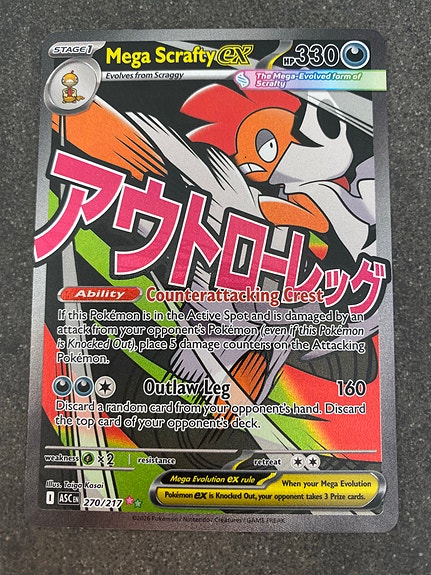 STAGE 1
Mega Scrafty ex
HP 330
Evolves from Scraggy
The Mega-Evolved form of
Scrafty
アウトローレッグ
Ability Counterattacking Crest
If this Pokémon is in the Active Spot and is damaged by an
attack from your opponent's Pokémon (even if this Pokémon
is Knocked Out), place 5 damage counters on the Attacking
Pokémon.
Outlaw Leg 160
Discard a random card from your opponent's hand. Discard
the top card of your opponent's deck.
weakness ×2 resistance retreat
Mega Evolution ex rule
When your Mega Evolution
Pokémon ex is Knocked Out, your opponent takes 3 Prize cards.
Illus. Taiga Kasai
I ASC EN 270/217
©2026 Pokémon / Nintendo / Creatures / GAME FREAK